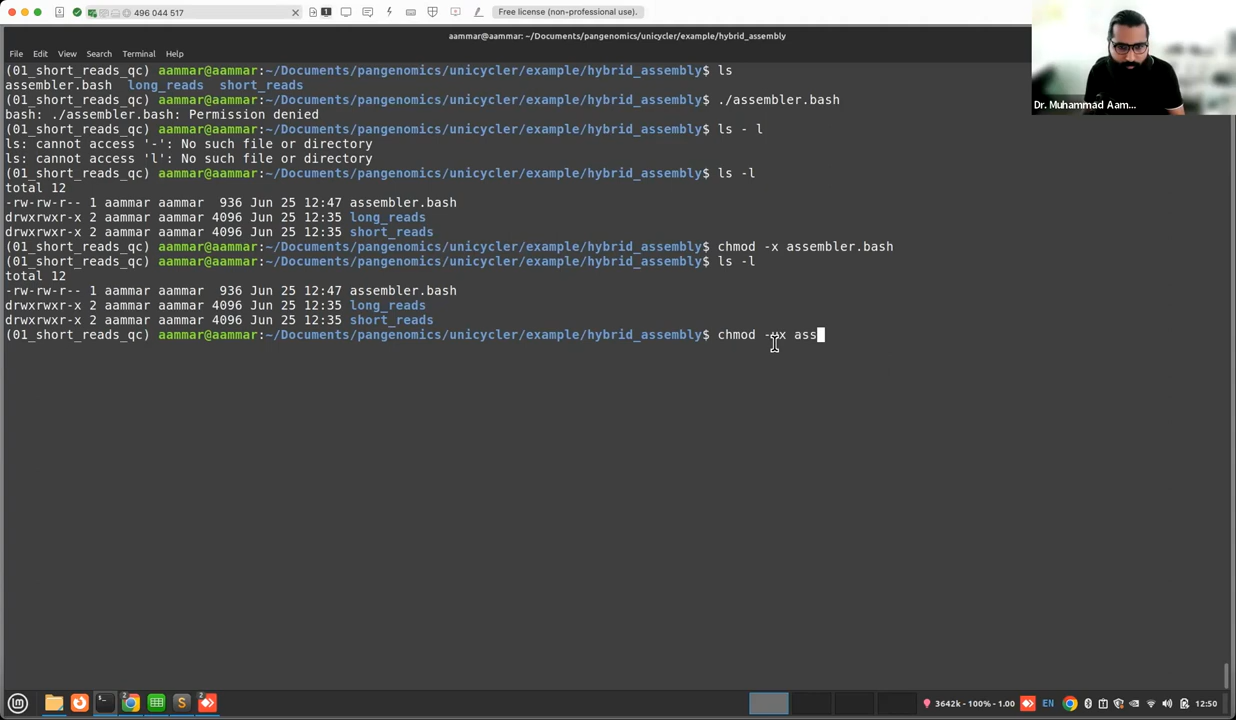 496 044 517
Free license (non-professional use).
aammar@aammar: ~/Documents/pangenomics/unicycler/example/hybrid_assembly
File Edit View Search Terminal Help
Dr. Muhammad Aam...
(01_short_reads_qc) aammar@aammar:~/Documents/pangenomics/unicycler/example/hybrid_assembly$ ls
assembler.bash  long_reads  short_reads
(01_short_reads_qc) aammar@aammar:~/Documents/pangenomics/unicycler/example/hybrid_assembly$ ./assembler.bash
bash: ./assembler.bash: Permission denied
(01_short_reads_qc) aammar@aammar:~/Documents/pangenomics/unicycler/example/hybrid_assembly$ ls - l
ls: cannot access '-': No such file or directory
ls: cannot access 'l': No such file or directory
(01_short_reads_qc) aammar@aammar:~/Documents/pangenomics/unicycler/example/hybrid_assembly$ ls -l
total 12
-rw-rw-r-- 1 aammar aammar  936 Jun 25 12:47 assembler.bash
drwxrwxr-x 2 aammar aammar 4096 Jun 25 12:35 long_reads
drwxrwxr-x 2 aammar aammar 4096 Jun 25 12:35 short_reads
(01_short_reads_qc) aammar@aammar:~/Documents/pangenomics/unicycler/example/hybrid_assembly$ chmod -x assembler.bash
(01_short_reads_qc) aammar@aammar:~/Documents/pangenomics/unicycler/example/hybrid_assembly$ ls -l
total 12
-rw-rw-r-- 1 aammar aammar  936 Jun 25 12:47 assembler.bash
drwxrwxr-x 2 aammar aammar 4096 Jun 25 12:35 long_reads
drwxrwxr-x 2 aammar aammar 4096 Jun 25 12:35 short_reads
(01_short_reads_qc) aammar@aammar:~/Documents/pangenomics/unicycler/example/hybrid_assembly$ chmod -ux ass
3642k - 100% - 1.00 EN 12:50